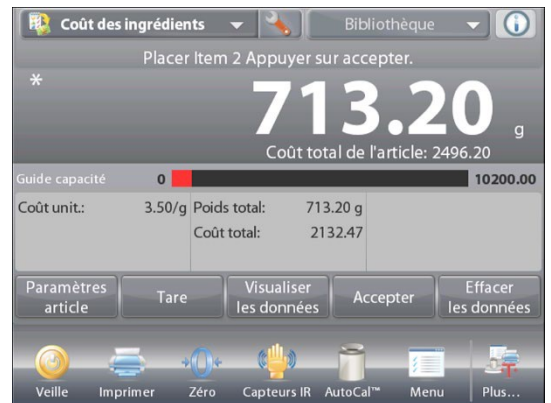 Coût des ingrédients
Bibliothèque
Placer Item 2 Appuyer sur accepter.
*
713.20 g
Coût total de l'article: 2496.20
Guide capacité 0 10200.00
Coût unit.: 3.50/g Poids total: 713.20 g
Coût total: 2132.47
Paramètres article
Tare
Visualiser les données
Accepter
Effacer les données
Veille Imprimer Zéro Capteurs IR AutoCal™ Menu Plus...